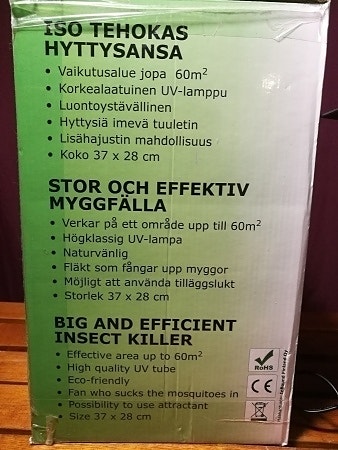 ISO TEHOKAS
HYTTYSANSA
• Vaikutusalue jopa 60m²
• Korkealaatuinen UV-lamppu
• Luontoystävällinen
• Hyttysiä imevä tuuletin
• Lisähajustin mahdollisuus
• Koko 37 x 28 cm
STOR OCH EFFEKTIV
MYGGFÄLLA
• Verkar på ett område upp till 60m²
• Högklassig UV-lampa
• Naturvänlig
• Fläkt som fångar upp myggor
• Möjligt att använda tilläggslukt
• Storlek 37 x 28 cm
BIG AND EFFICIENT
INSECT KILLER
• Effective area up to 60m²
• High quality UV tube
• Eco-friendly
• Fan who sucks the mosquitoes in
• Possibility to use attractant
• Size 37 x 28 cm
RoHS
CE